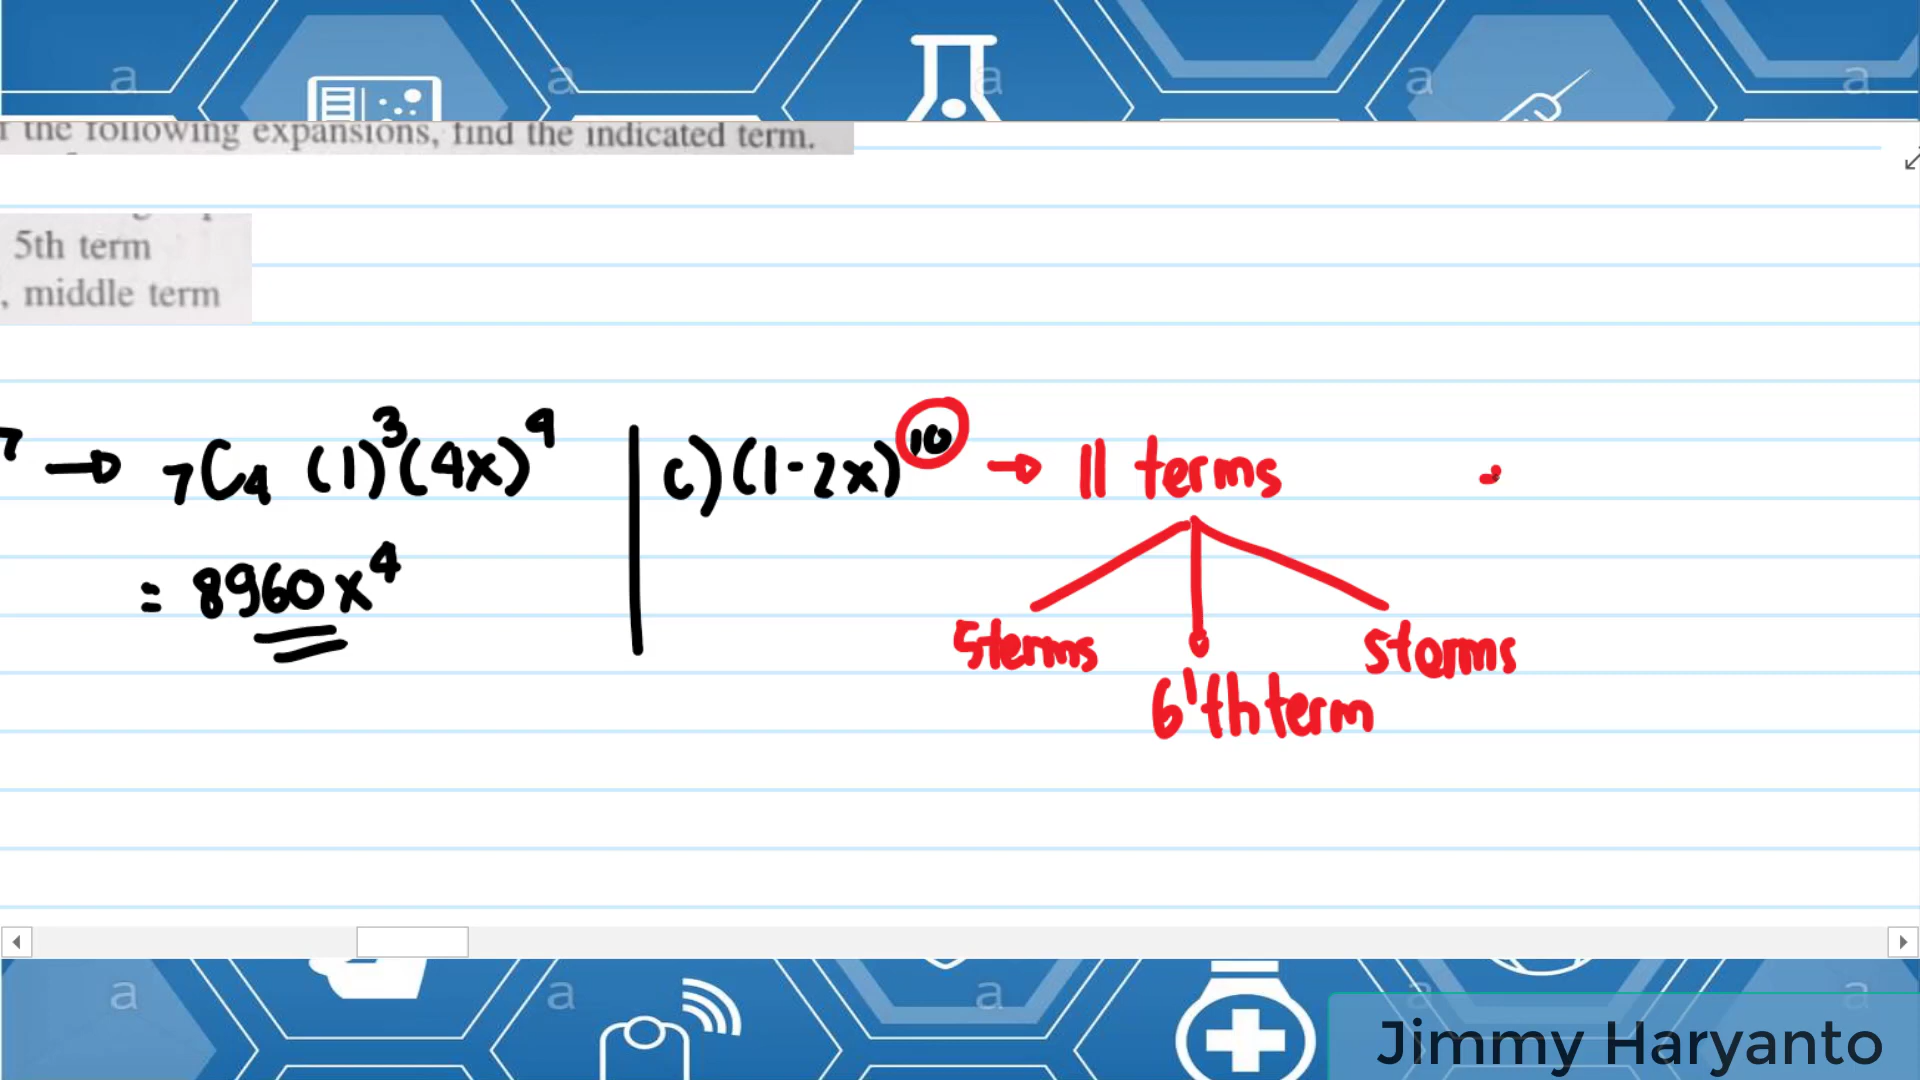 the following expansions, find the indicated term.
5th term
, middle term
7 → 7C4 (1)^3(4x)^4
= 8960x^4
c) (1-2x)^10 → 11 terms
5terms
5terms
6'th term
Jimmy Haryanto